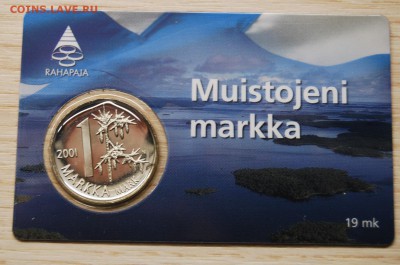 COINS.LAVE.RU
RAHAPAJA
Muistojeni
markka
2001
1
MARKKA
19 mk